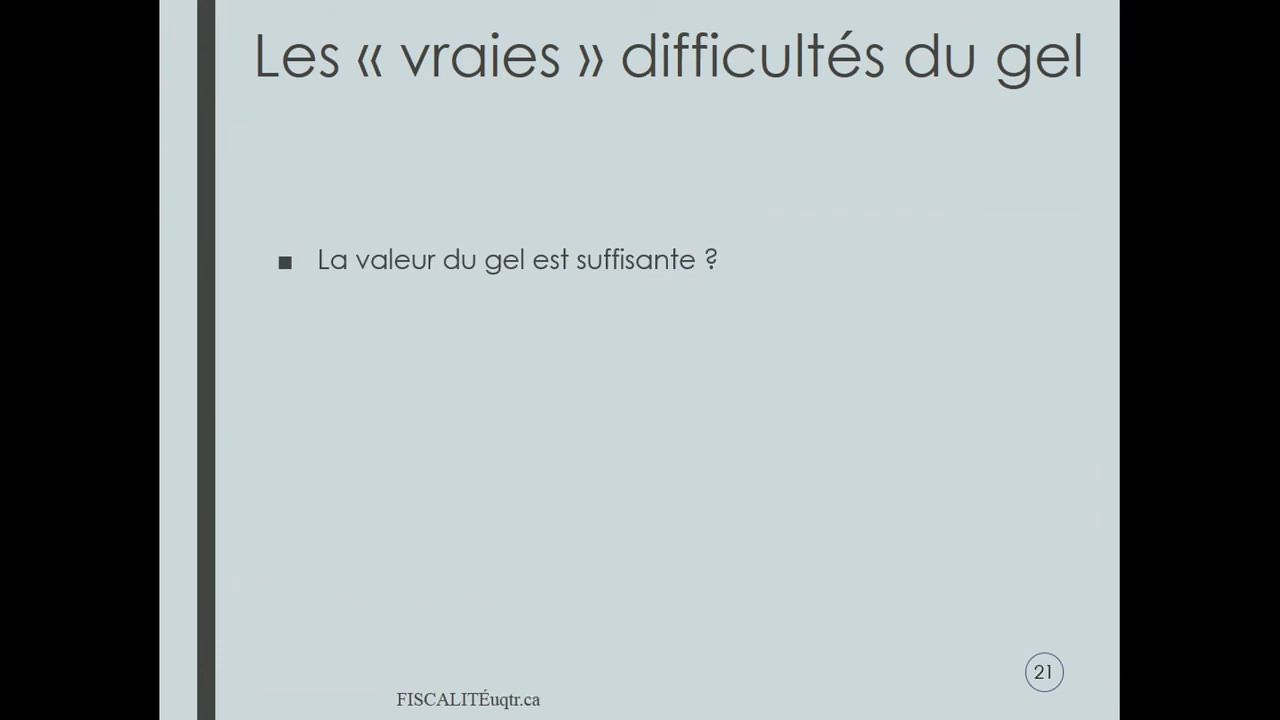 Les « vraies » difficultés du gel
■ La valeur du gel est suffisante ?
21
FISCALITÉuqtr.ca